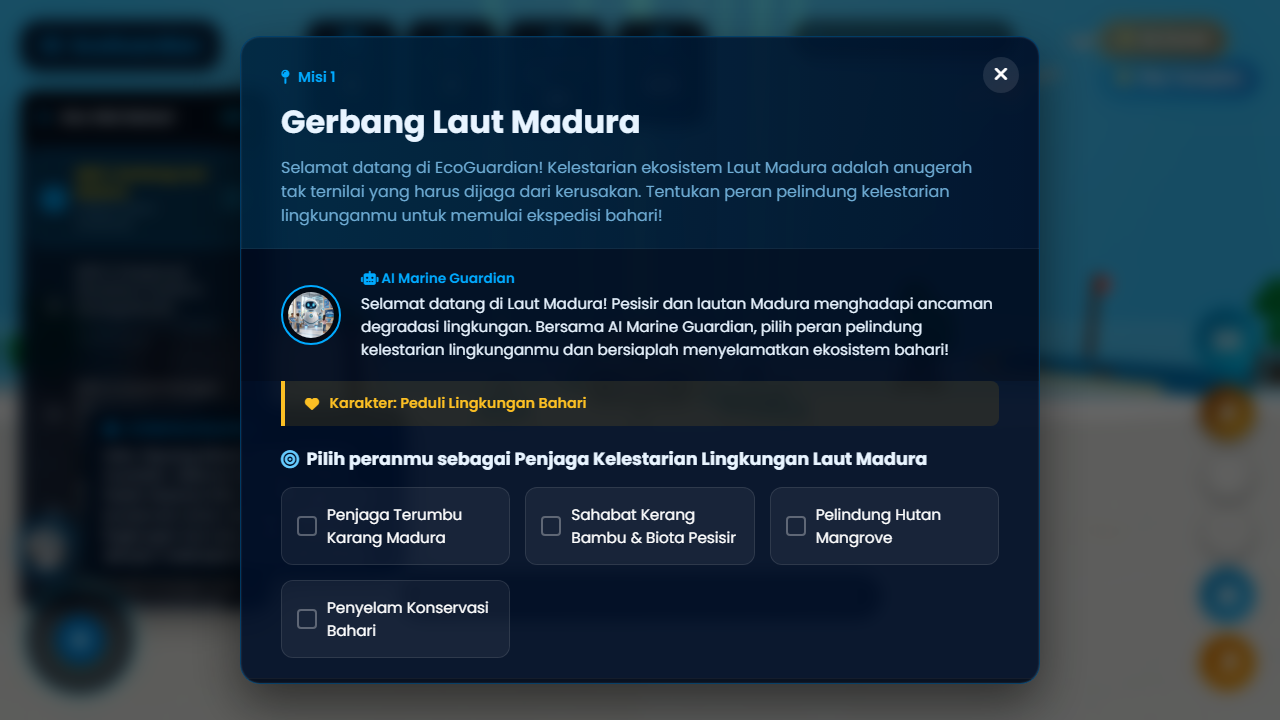 Misi 1
Gerbang Laut Madura
Selamat datang di EcoGuardian! Kelestarian ekosistem Laut Madura adalah anugerah
tak ternilai yang harus dijaga dari kerusakan. Tentukan peran pelindung kelestarian
lingkunganmu untuk memulai ekspedisi bahari!
AI Marine Guardian
Selamat datang di Laut Madura! Pesisir dan lautan Madura menghadapi ancaman
degradasi lingkungan. Bersama AI Marine Guardian, pilih peran pelindung
kelestarian lingkunganmu dan bersiaplah menyelamatkan ekosistem bahari!
Karakter: Peduli Lingkungan Bahari
Pilih peranmu sebagai Penjaga Kelestarian Lingkungan Laut Madura
Penjaga Terumbu
Karang Madura
Sahabat Kerang
Bambu & Biota Pesisir
Pelindung Hutan
Mangrove
Penyelam Konservasi
Bahari